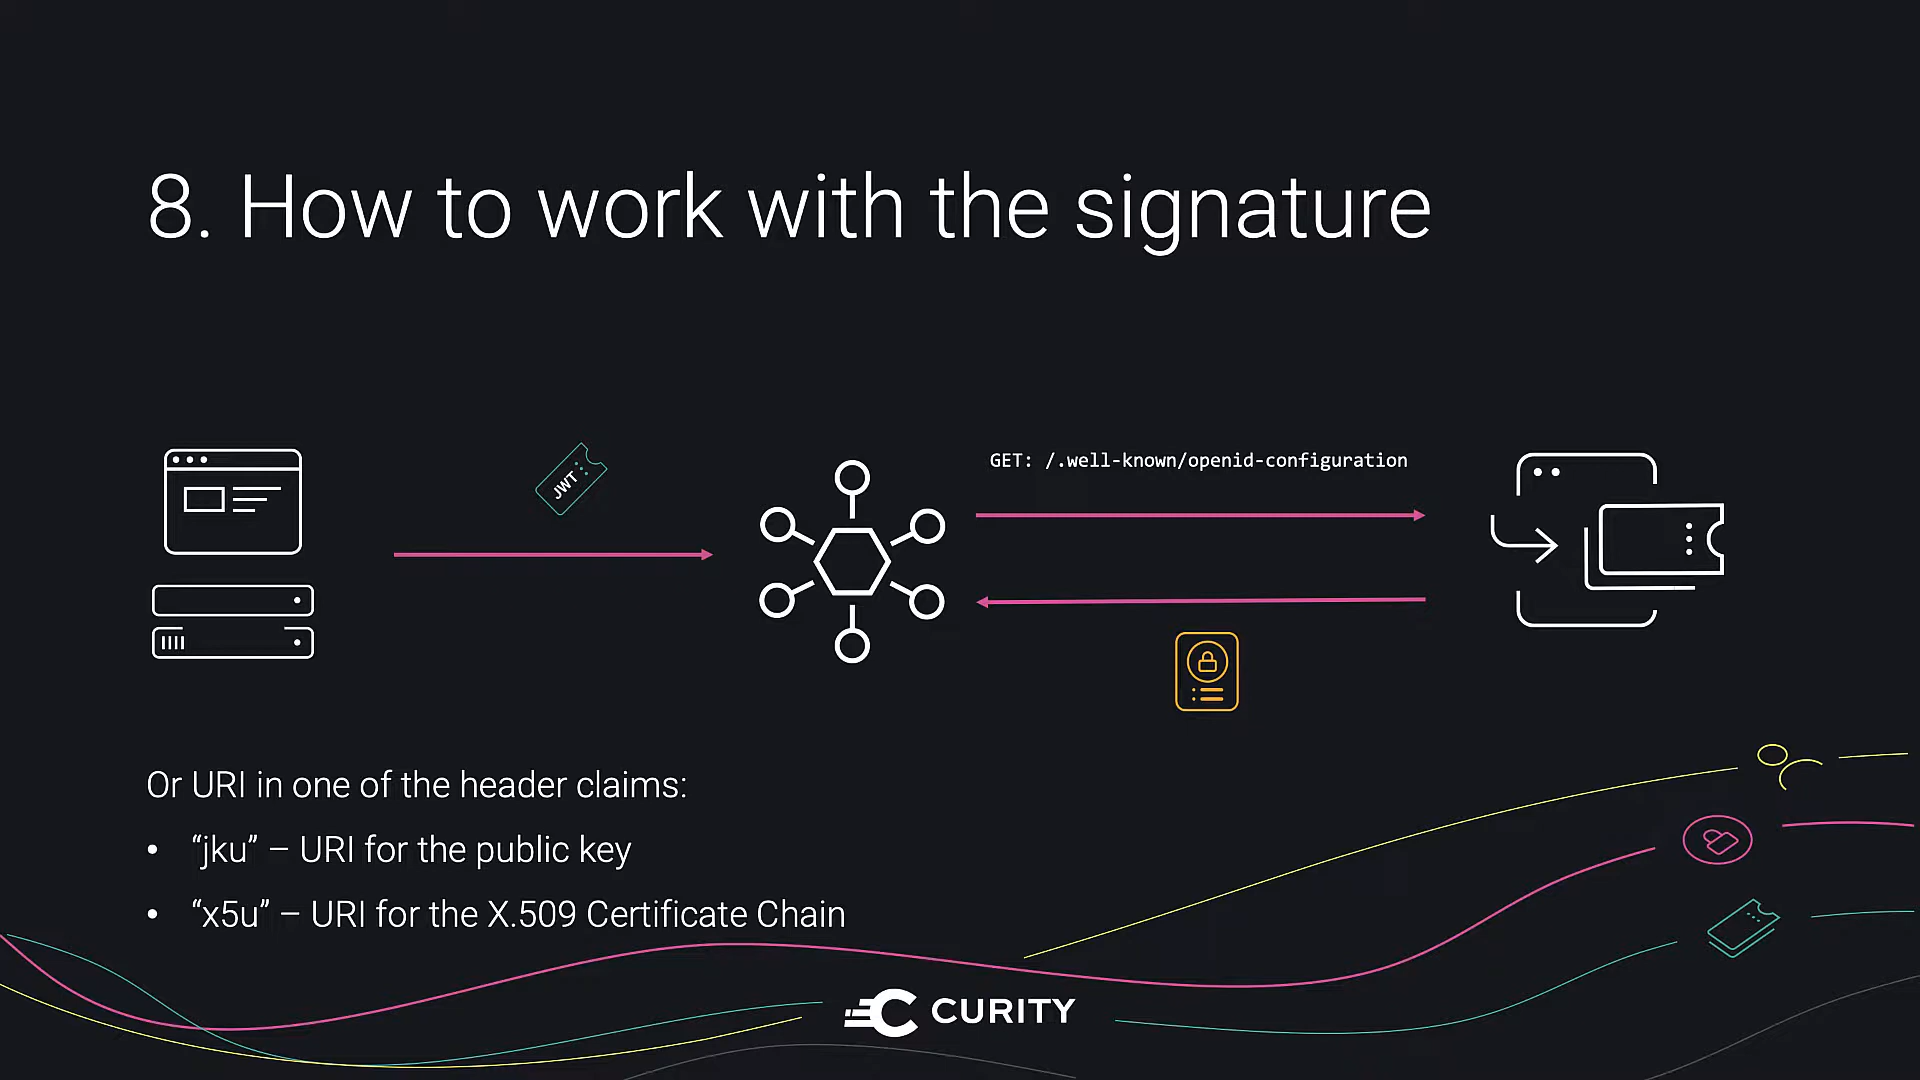 8. How to work with the signature
JWT
GET: /.well-known/openid-configuration
Or URI in one of the header claims:
• “jku” – URI for the public key
• “x5u” – URI for the X.509 Certificate Chain
CURITY